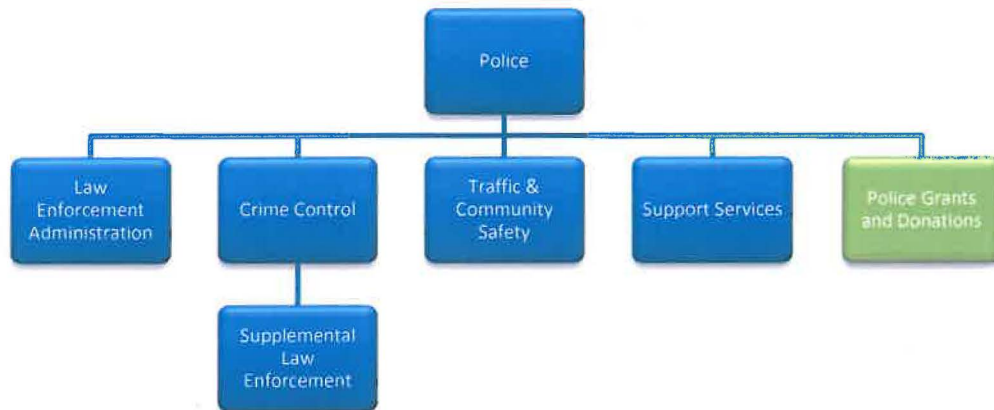 Police
Law
Enforcement
Administration
Crime Control
Traffic &
Community
Safety
Support Services
Police Grants
and Donations
Supplemental
Law
Enforcement